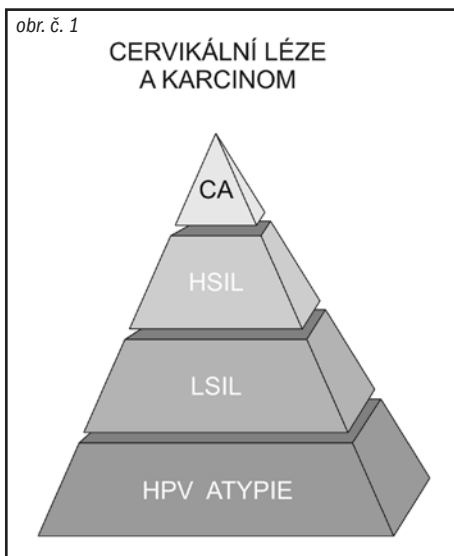 obr. č. 1
CERVIKÁLNÍ LÉZE
A KARCINOM
CA
HSIL
LSIL
HPV ATYPIE